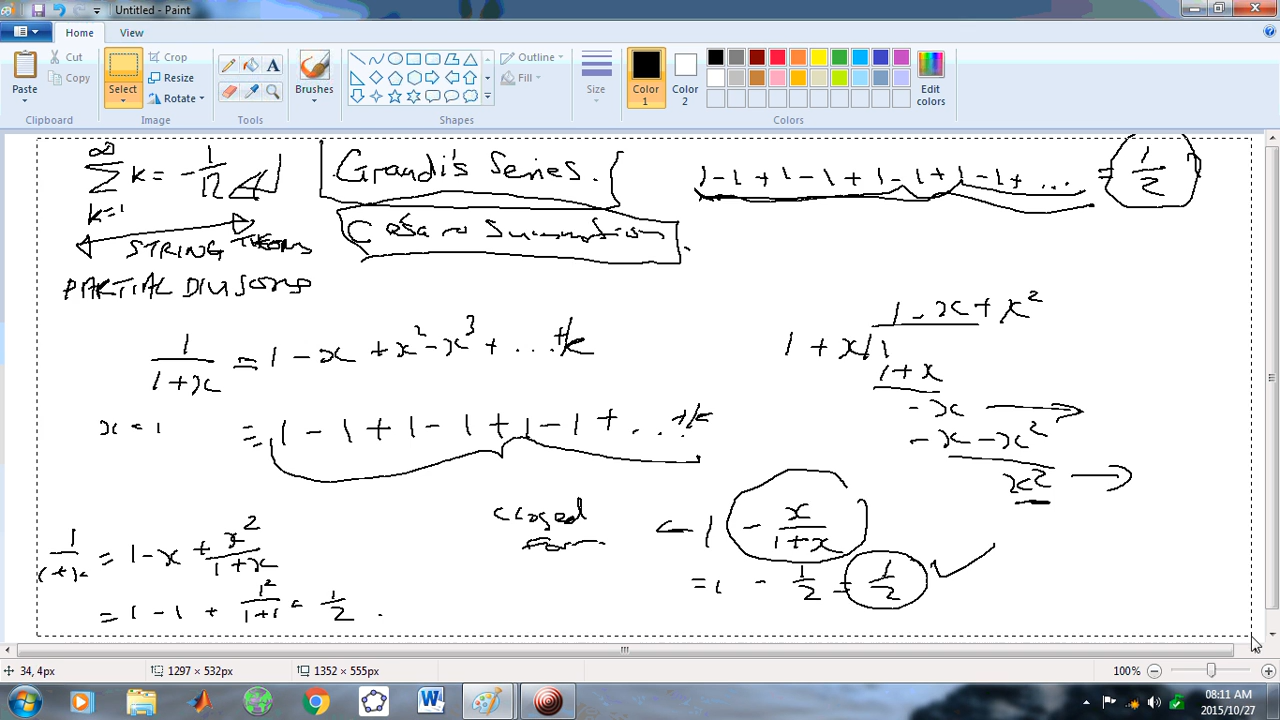 Untitled - Paint
Home View
Paste
Cut
Copy
Clipboard
Select
Crop
Resize
Rotate
Image
Tools
Brushes
Outline
Fill
Shapes
Size
Color 1
Color 2
Edit colors
Colors
∞
∑ k = -1/12
k=1
Grandi's Series.
1-1+1-1+1-1+1-1+ ... = 1/2
STRING
Summation
PARTIAL
1/(1+x) = 1 - x + x² - x³ + ...
1 - x + x²
1 + x 1
1 + x
- x
- x - x²
x²
x = 1
= 1 - 1 + 1 - 1 + 1 - 1 + ...
closed
form
1 - x/(1+x)
= 1 - 1/2 = 1/2 ✓
1/(1+x) = 1 - x + x²/(1+x)
= 1 - 1 + 1²/(1+1) = 1/2
34, 4px
1297 × 532px
1352 × 555px
100%
08:11 AM
2015/10/27